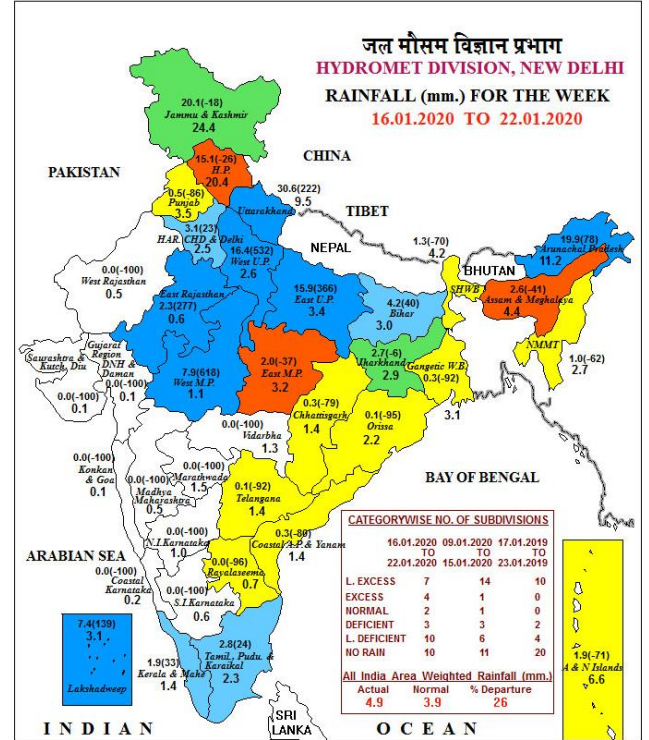 जल मौसम विज्ञान प्रभाग
HYDROMET DIVISION, NEW DELHI
RAINFALL (mm.) FOR THE WEEK
16.01.2020 TO 22.01.2020
20.1(-18)
Jammu & Kashmir
24.4
CHINA
15.1(-26)
H.P.
20.4
PAKISTAN
0.5(-86)
Punjab
3.5
30.6(222)
9.5
Uttarakhand
TIBET
3.1(23)
HAR. CHD & Delhi
2.5
NEPAL
16.4(532)
West U.P.
2.6
1.3(-70)
4.2
19.9(78)
Arunachal Pradesh
11.2
BHUTAN
0.0(-100)
West Rajasthan
0.5
East Rajasthan
2.3(277)
0.6
15.9(366)
East U.P.
3.4
SHWB
2.6(-41)
Assam & Meghalaya
4.4
4.2(40)
Bihar
3.0
NMMT
1.0(-62)
2.7
Gujarat
Region
DNH &
Daman
0.0(-100)
0.1
Saurashtra &
Kutch, Diu
0.0(-100)
0.1
7.9(618)
West M.P.
1.1
2.0(-37)
East M.P.
3.2
2.7(-6)
Jharkhand
2.9
Gangetic W.B.
0.3(-92)
3.1
0.3(-79)
Chhattisgarh
1.4
0.1(-95)
Orissa
2.2
0.0(-100)
Vidarbha
1.3
0.0(-100)
Konkan
& Goa
0.1
0.0(-100)
Madhya
Maharashtra
0.5
0.0(-100)
Marathwada
1.5
0.1(-92)
Telangana
1.4
BAY OF BENGAL
0.0(-100)
N.I.Karnataka
1.0
0.3(-80)
Coastal A.P. & Yanam
1.4
ARABIAN SEA
0.0(-100)
Coastal
Karnataka
0.2
0.0(-96)
Rayalaseema
0.7
0.0(-100)
S.I.Karnataka
0.6
7.4(139)
3.1
Lakshadweep
1.9(33)
Kerala & Mahe
1.4
2.8(24)
Tamil, Pudu. &
Karaikal
2.3
CATEGORYWISE NO. OF SUBDIVISIONS
16.01.2020 09.01.2020 17.01.2019
TO TO TO
22.01.2020 15.01.2020 23.01.2019
L. EXCESS 7 14 10
EXCESS 4 1 0
NORMAL 2 1 0
DEFICIENT 3 3 2
L. DEFICIENT 10 6 4
NO RAIN 10 11 20
All India Area Weighted Rainfall (mm.)
Actual Normal % Departure
4.9 3.9 26
1.9(-71)
A & N Islands
6.6
SRI
LANKA
INDIAN OCEAN